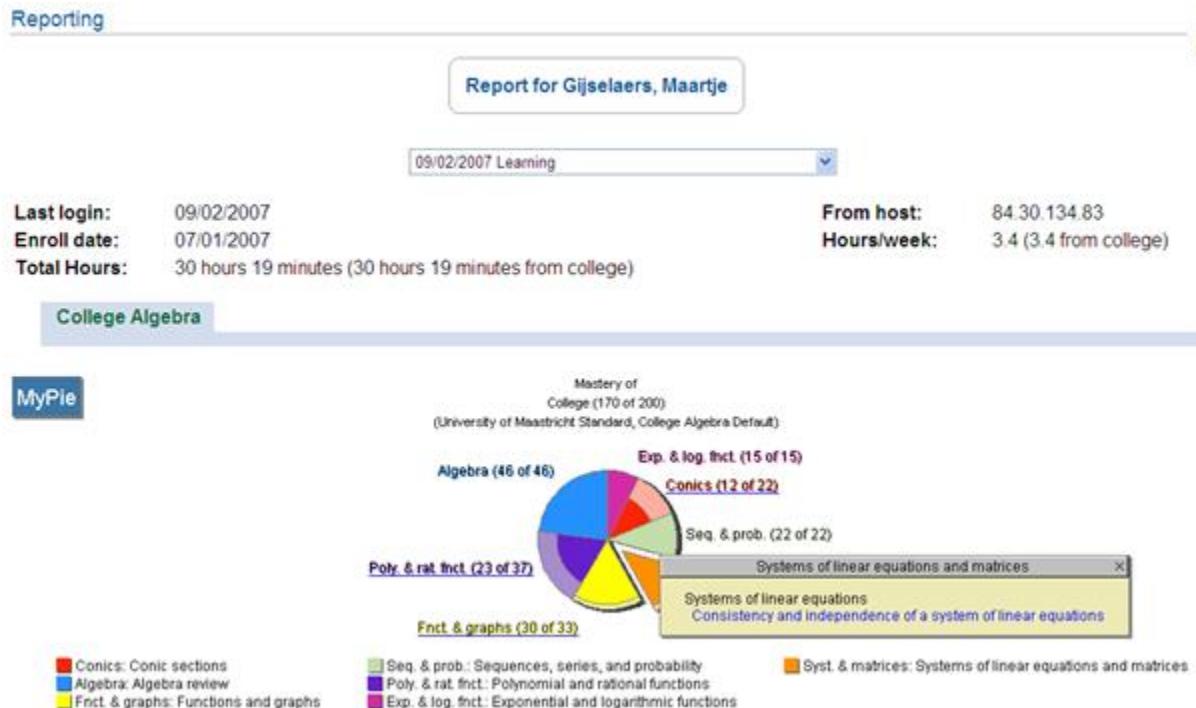 Reporting
Report for Gijselaers, Maartje
09/02/2007 Learning
Last login: 09/02/2007 From host: 84.30.134.83
Enroll date: 07/01/2007 Hours/week: 3.4 (3.4 from college)
Total Hours: 30 hours 19 minutes (30 hours 19 minutes from college)
College Algebra
MyPie
Mastery of
College (170 of 200)
(University of Maastricht Standard, College Algebra Default)
Exp. & log. fnct. (15 of 15)
Algebra (46 of 46)
Conics (12 of 22)
Seq. & prob. (22 of 22)
Poly. & rat. fnct. (23 of 37)
Systems of linear equations and matrices ×
Systems of linear equations
Consistency and independence of a system of linear equations
Fnct. & graphs (30 of 33)
Conics: Conic sections Seq. & prob.: Sequences, series, and probability Syst. & matrices: Systems of linear equations and matrices
Algebra: Algebra review Poly. & rat. fnct.: Polynomial and rational functions
Fnct. & graphs: Functions and graphs Exp. & log. fnct.: Exponential and logarithmic functions